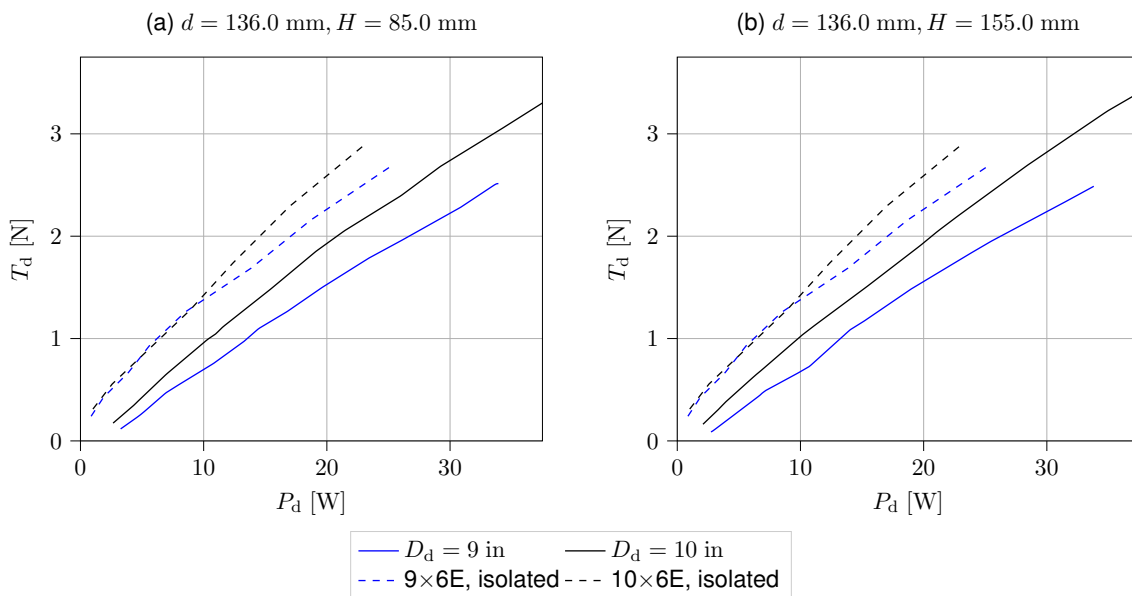 (a) d = 136.0 mm, H = 85.0 mm
3
2
1
0
T_d [N]
0 10 20 30
P_d [W]
(b) d = 136.0 mm, H = 155.0 mm
3
2
1
0
T_d [N]
0 10 20 30
P_d [W]
D_d = 9 in D_d = 10 in
9×6E, isolated 10×6E, isolated